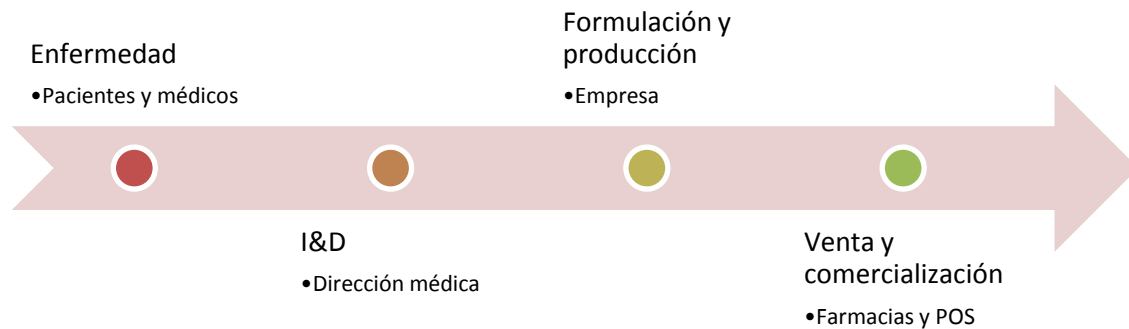 Enfermedad
•Pacientes y médicos
I&D
•Dirección médica
Formulación y
producción
•Empresa
Venta y
comercialización
•Farmacias y POS